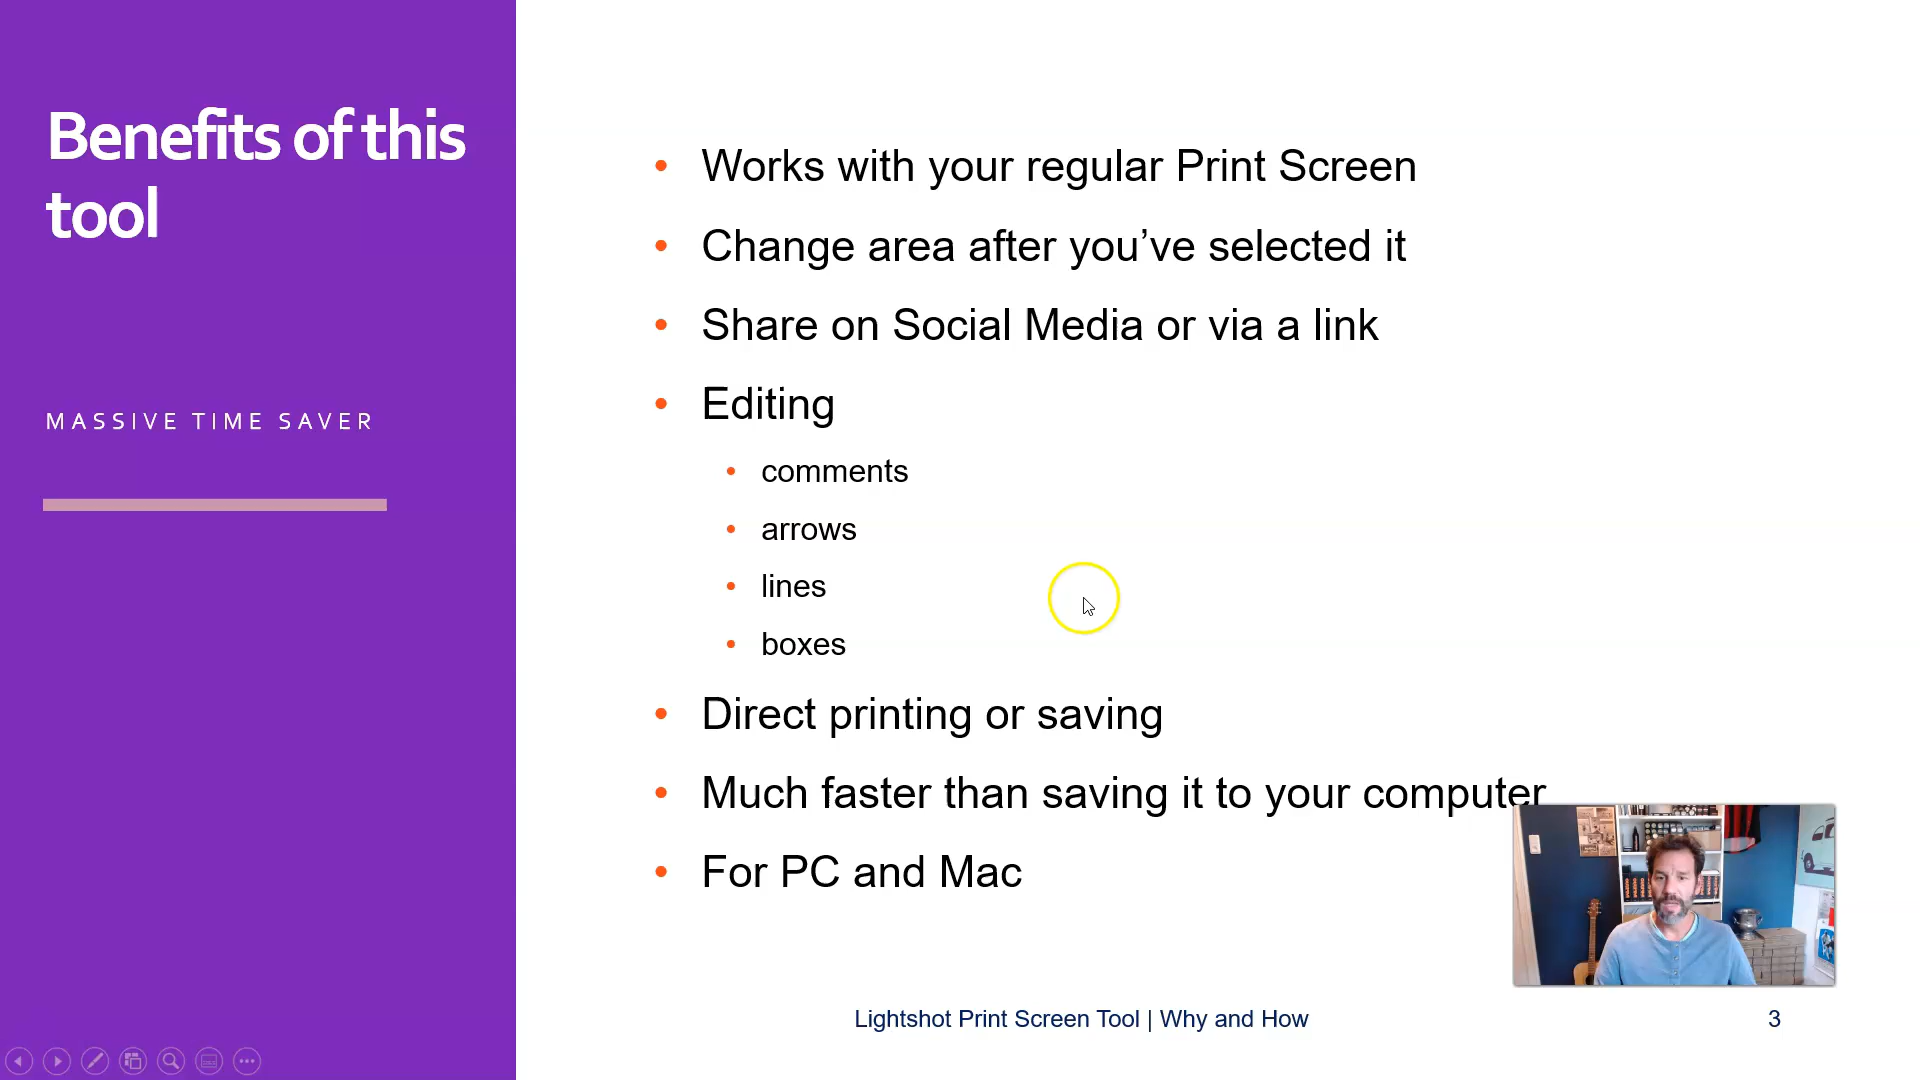 Benefits of this
tool
MASSIVE TIME SAVER
Works with your regular Print Screen
Change area after you’ve selected it
Share on Social Media or via a link
Editing
comments
arrows
lines
boxes
Direct printing or saving
Much faster than saving it to your computer
For PC and Mac
Lightshot Print Screen Tool | Why and How
3